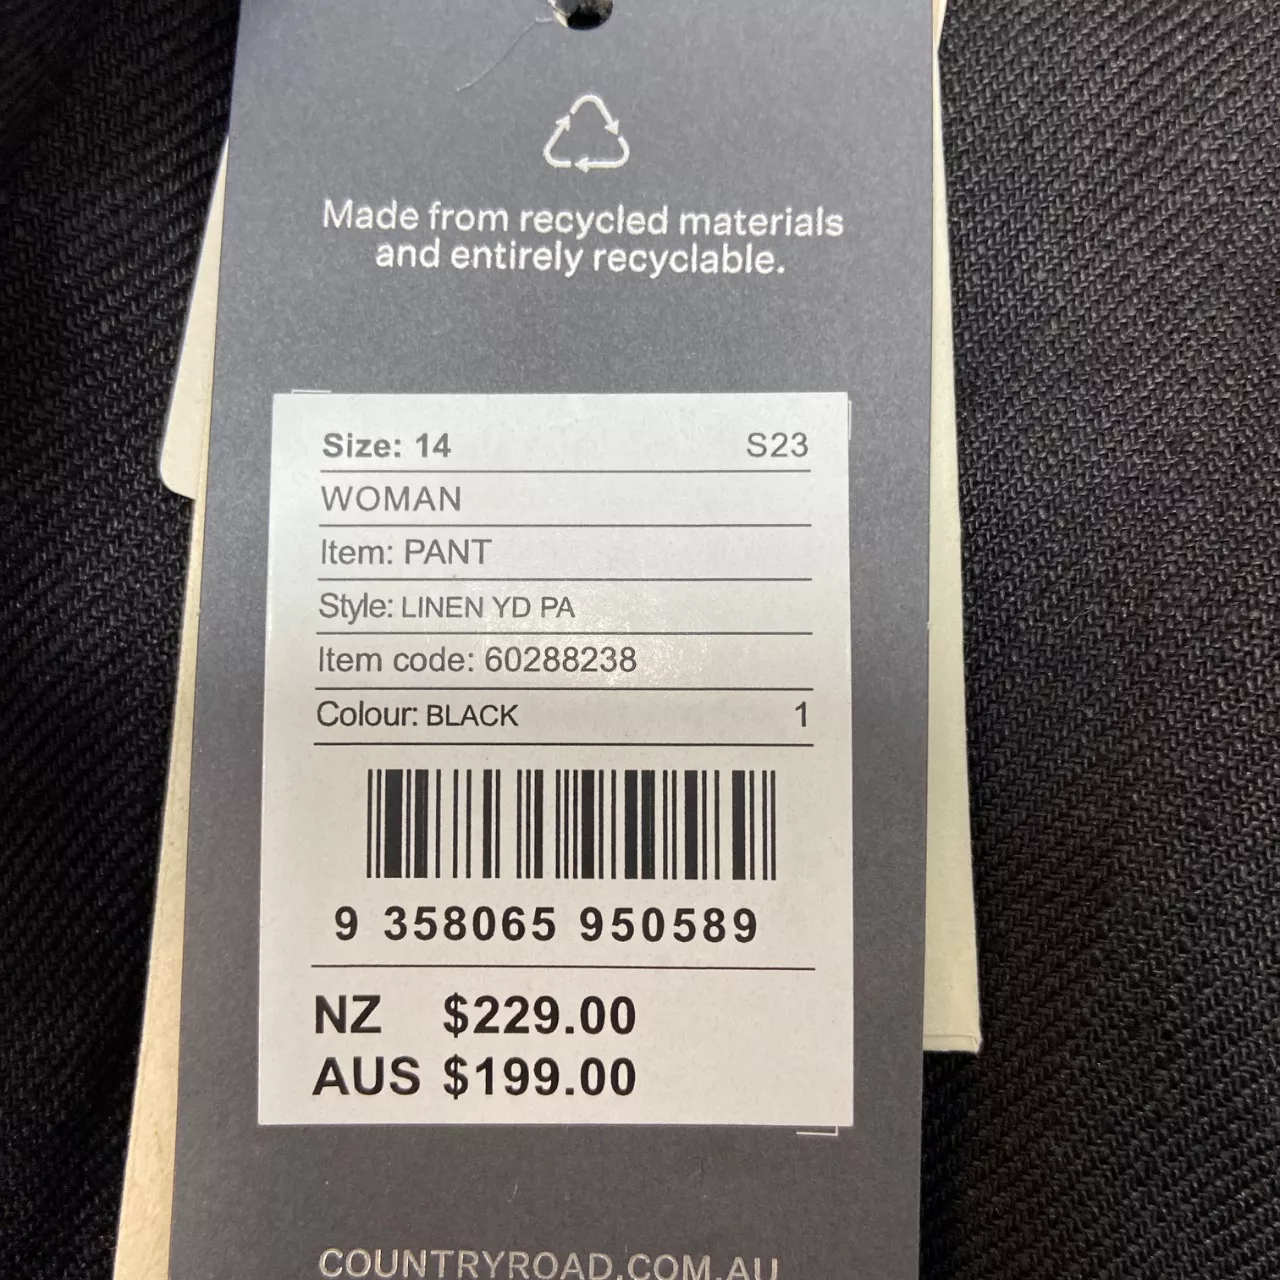 Made from recycled materials
and entirely recyclable.
Size: 14 S23
WOMAN
Item: PANT
Style: LINEN YD PA
Item code: 60288238
Colour: BLACK 1
9 358065 950589
NZ $229.00
AUS $199.00
COUNTRYROAD.COM.AU